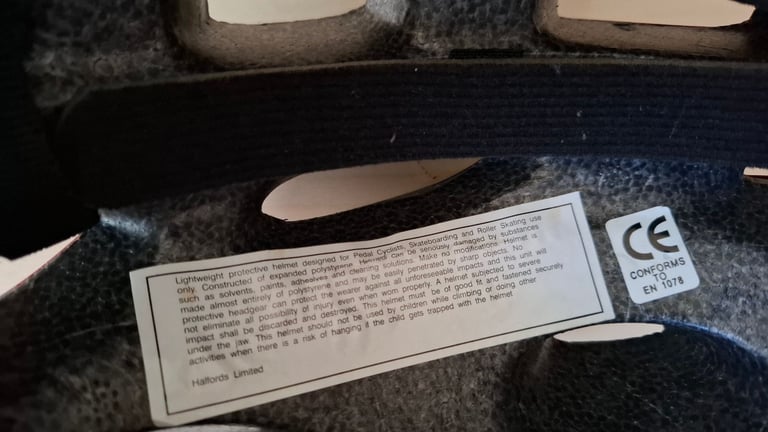 Lightweight protective helmet designed for Pedal Cyclists, Skateboarding and Roller Skating use
only. Constructed of expanded polystyrene. Helmet can be seriously damaged by substances
such as solvents, paints, adhesives and cleaning solutions. Make no modifications. Helmet is
made almost entirely of polystyrene and may be easily penetrated by sharp objects. No
protective headgear can protect the wearer against all unforeseeable impacts and this unit will
not eliminate all possibility of injury even when worn properly. A helmet subjected to severe
impact shall be discarded and destroyed. This helmet must be of good fit and fastened securely
under the jaw. This helmet should not be used by children while climbing or doing other
activities when there is a risk of hanging if the child gets trapped with the helmet
Halfords Limited
CE
CONFORMS
TO
EN 1078